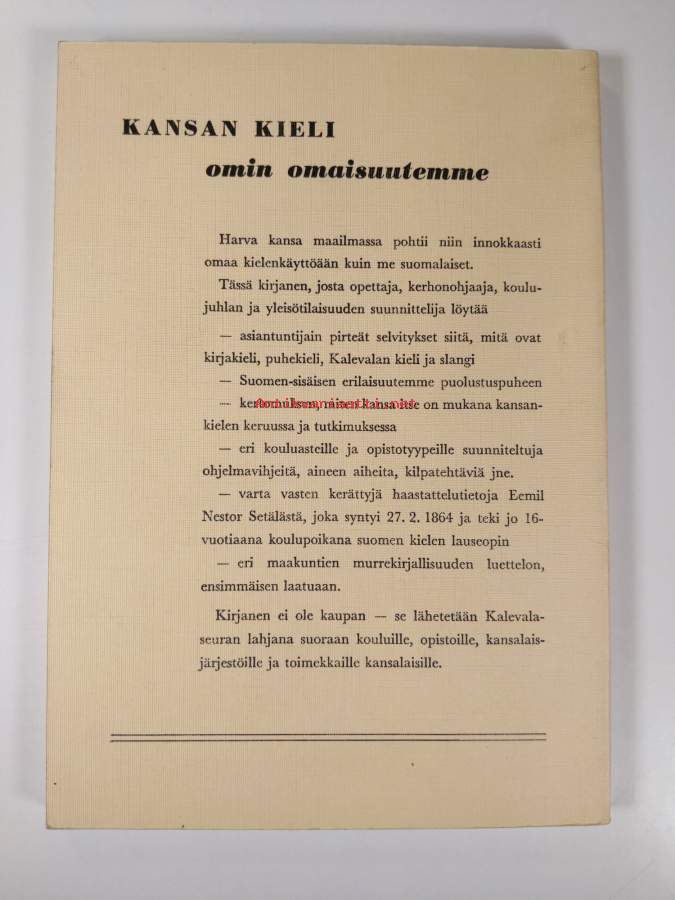 KANSAN KIELI
omin omaisuutemme
Harva kansa maailmassa pohtii niin innokkaasti
omaa kielenkäyttöään kuin me suomalaiset.
Tässä kirjanen, josta opettaja, kerhonohjaaja, koulu-
juhlan ja yleisötilaisuuden suunnittelija löytää
— asiantuntijain pirteät selvitykset siitä, mitä ovat
kirjakieli, puhekieli, Kalevalan kieli ja slangi
— Suomen-sisäisen erilaisuutemme puolustuspuheen
— kertomuksen, miten kansa itse on mukana kansan-
kielen keruussa ja tutkimuksessa
— eri kouluasteille ja opistotyypeille suunniteltuja
ohjelmavihjeitä, aineen aiheita, kilpatehtäviä jne.
— varta vasten kerättyjä haastattelutietoja Eemil
Nestor Setälästä, joka syntyi 27. 2. 1864 ja teki jo 16-
vuotiaana koulupoikana suomen kielen lauseopin
— eri maakuntien murrekirjallisuuden luettelon,
ensimmäisen laatuaan.
Kirjanen ei ole kaupan — se lähetetään Kalevala-
seuran lahjana suoraan kouluille, opistoille, kansalais-
järjestöille ja toimekkaille kansalaisille.